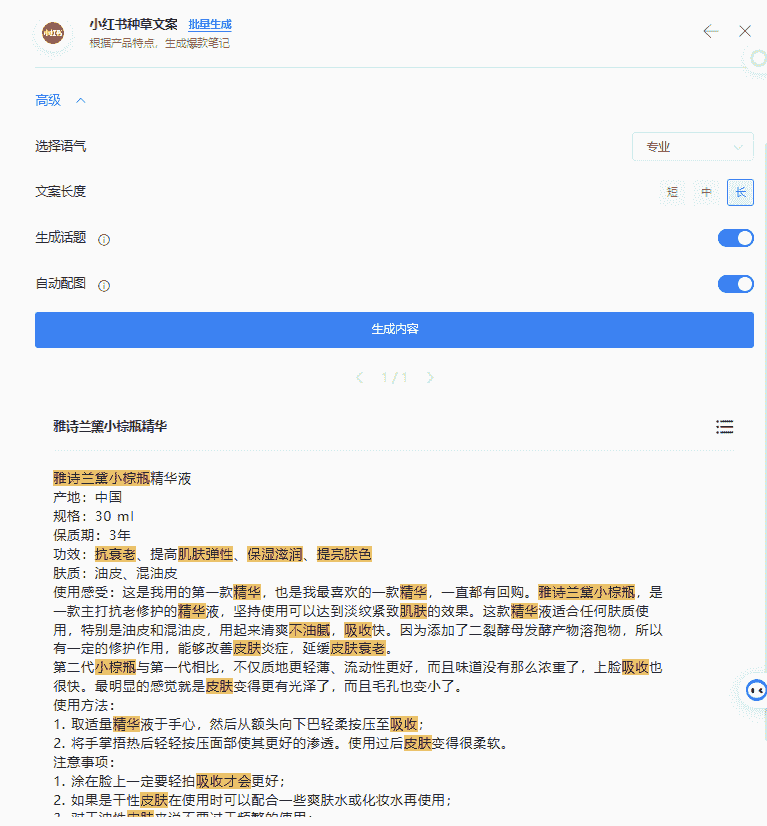 小红书
小红书种草文案 批量生成
根据产品特点，生成爆款笔记
高级
选择语气 专业
文案长度 短 中 长
生成话题
自动配图
生成内容
1 / 1
雅诗兰黛小棕瓶精华
雅诗兰黛小棕瓶精华液
产地：中国
规格：30 ml
保质期：3年
功效：抗衰老、提高肌肤弹性、保湿滋润、提亮肤色
肤质：油皮、混油皮
使用感受：这是我用的第一款精华，也是我最喜欢的一款精华，一直都有回购。雅诗兰黛小棕瓶，是
一款主打抗老修护的精华液，坚持使用可以达到淡纹紧致肌肤的效果。这款精华液适合任何肤质使
用，特别是油皮和混油皮，用起来清爽不油腻，吸收快。因为添加了二裂酵母发酵产物溶孢物，所以
有一定的修护作用，能够改善皮肤炎症，延缓皮肤衰老。
第二代小棕瓶与第一代相比，不仅质地更轻薄、流动性更好，而且味道没有那么浓重了，上脸吸收也
很快。最明显的感觉就是皮肤变得更有光泽了，而且毛孔也变小了。
使用方法：
1. 取适量精华液于手心，然后从额头向下巴轻柔按压至吸收；
2. 将手掌捂热后轻轻按压面部使其更好的渗透。使用过后皮肤变得很柔软。
注意事项：
1. 涂在脸上一定要轻拍吸收才会更好；
2. 如果是干性皮肤在使用时可以配合一些爽肤水或化妆水再使用；
3. 对于油性皮肤来说不要过于频繁的使用；